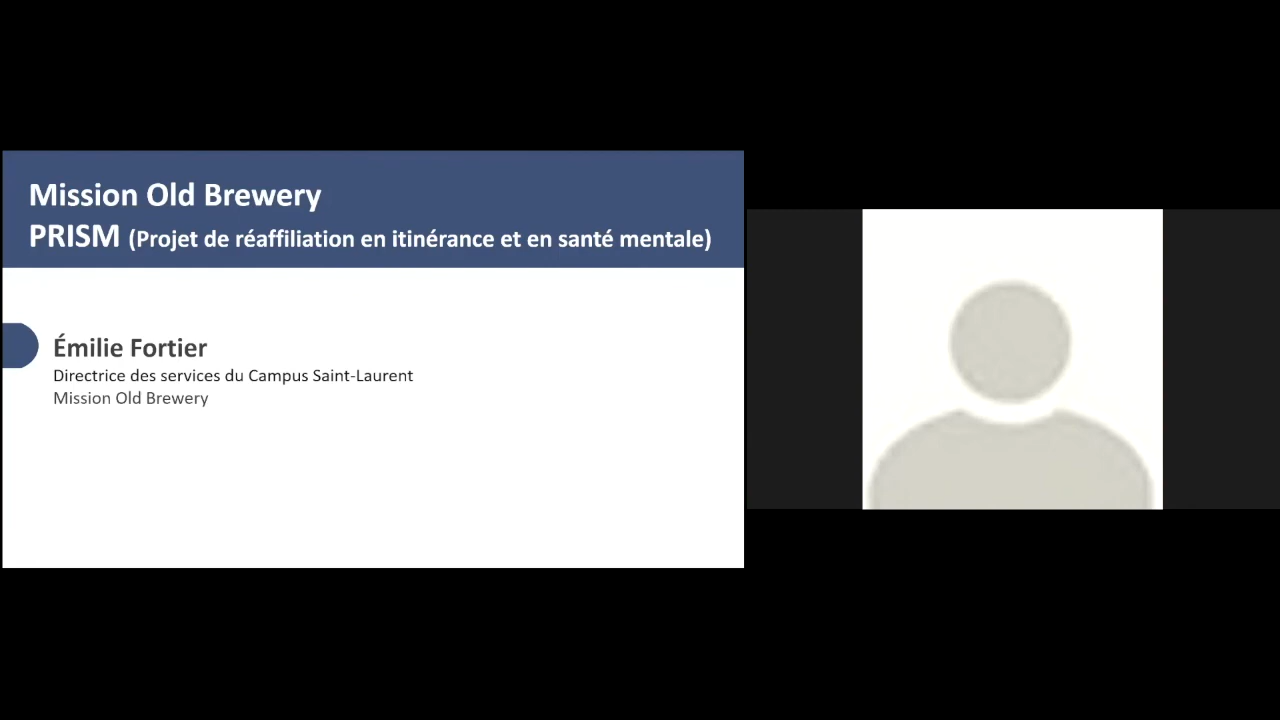 Mission Old Brewery
PRISM (Projet de réaffiliation en itinérance et en santé mentale)
Émilie Fortier
Directrice des services du Campus Saint-Laurent
Mission Old Brewery